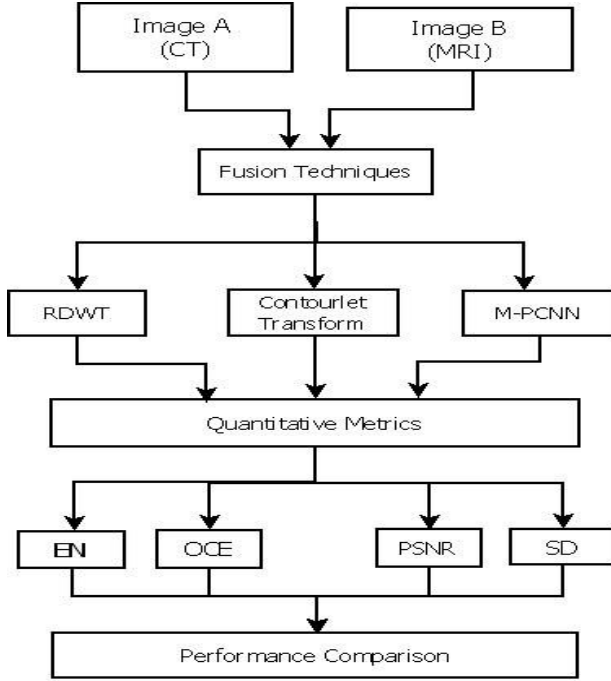 Image A
(CT)
Image B
(MRI)
Fusion Techniques
RDWT
Contourlet
Transform
M-PCNN
Quantitative Metrics
EN
OCE
PSNR
SD
Performance Comparison